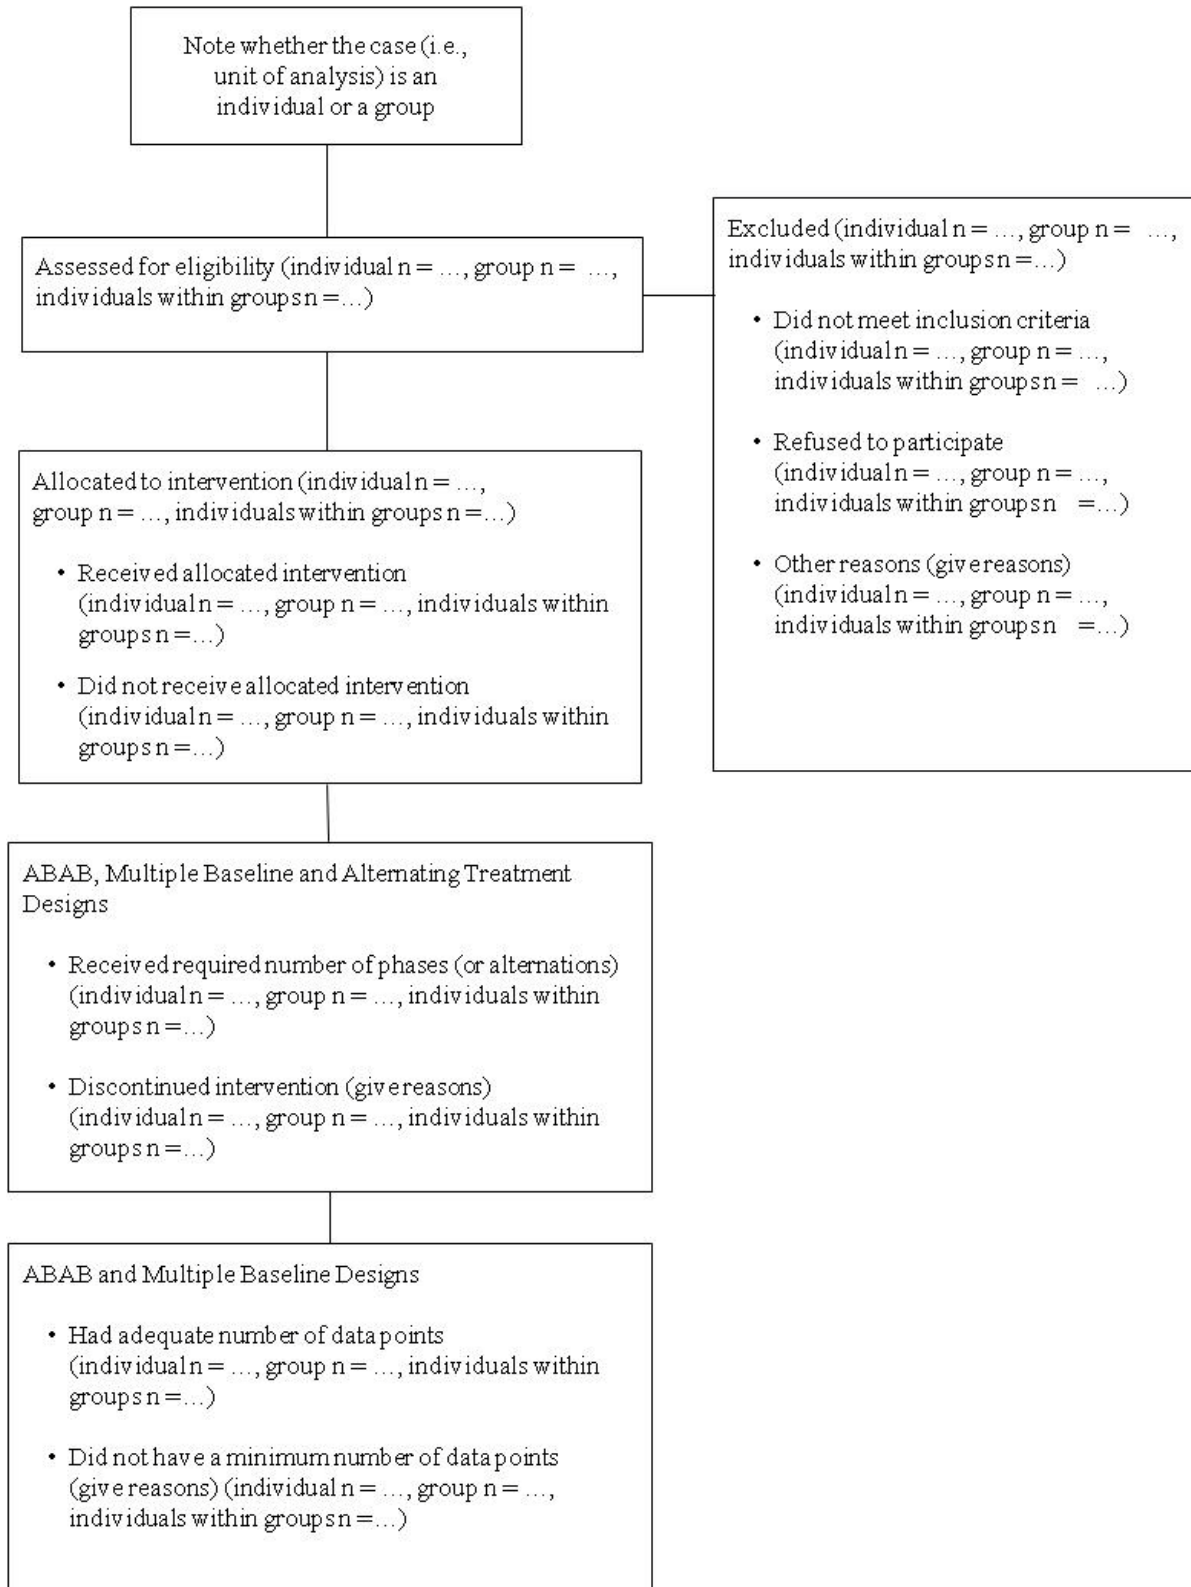 Note whether the case (i.e.,
unit of analysis) is an
individual or a group
Assessed for eligibility (individual n = …, group n = …,
individuals within groups n =…)
Excluded (individual n = …, group n = …,
individuals within groups n =…)
• Did not meet inclusion criteria
(individual n = …, group n = …,
individuals within groups n = …)
• Refused to participate
(individual n = …, group n = …,
individuals within groups n =…)
• Other reasons (give reasons)
(individual n = …, group n = …,
individuals within groups n =…)
Allocated to intervention (individual n = …,
group n = …, individuals within groups n =…)
• Received allocated intervention
(individual n = …, group n = …, individuals within
groups n =…)
• Did not receive allocated intervention
(individual n = …, group n = …, individuals within
groups n =…)
ABAB, Multiple Baseline and Alternating Treatment
Designs
• Received required number of phases (or alternations)
(individual n = …, group n = …, individuals within
groups n =…)
• Discontinued intervention (give reasons)
(individual n = …, group n = …, individuals within
groups n =…)
ABAB and Multiple Baseline Designs
• Had adequate number of data points
(individual n = …, group n = …, individuals within
groups n =…)
• Did not have a minimum number of data points
(give reasons) (individual n = …, group n = …,
individuals within groups n =…)